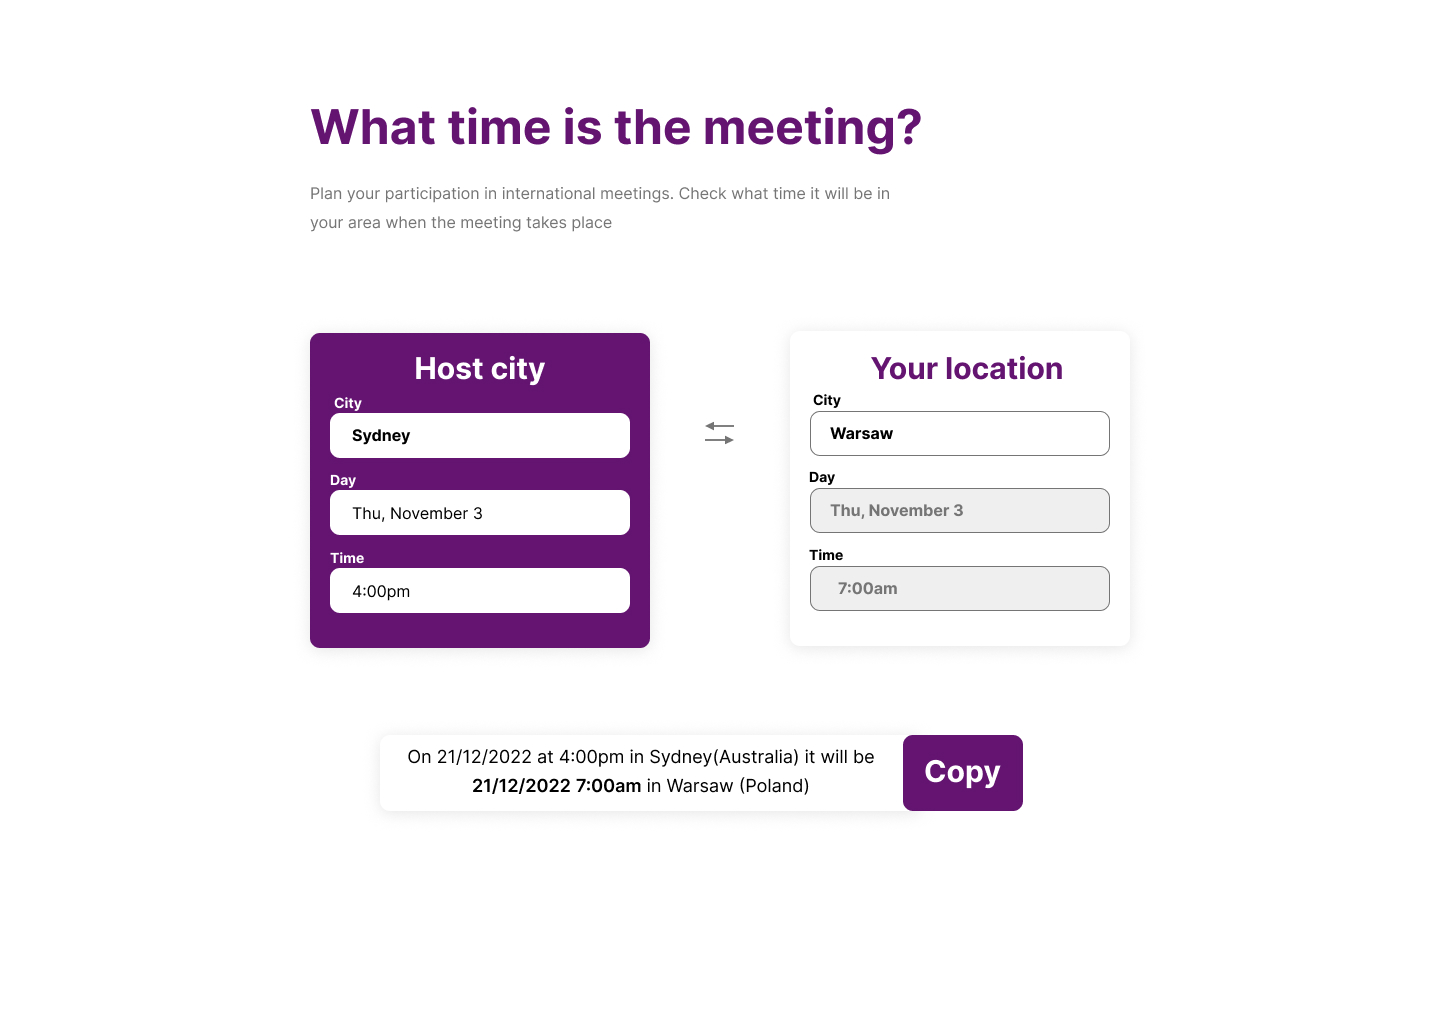 What time is the meeting?
Plan your participation in international meetings. Check what time it will be in
your area when the meeting takes place
Host city
City
Sydney
Day
Thu, November 3
Time
4:00pm
Your location
City
Warsaw
Day
Thu, November 3
Time
7:00am
On 21/12/2022 at 4:00pm in Sydney(Australia) it will be
21/12/2022 7:00am in Warsaw (Poland)
Copy